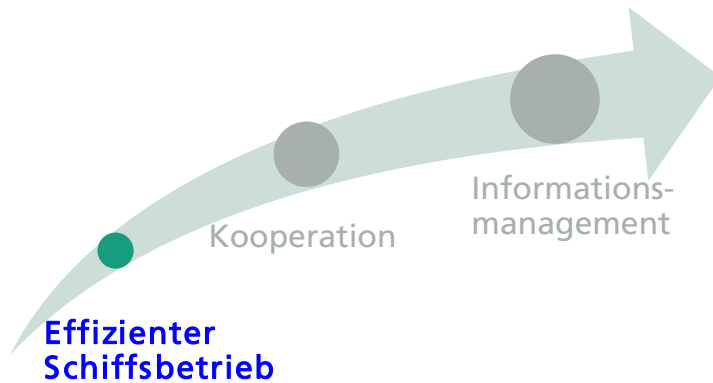 Informations-
management
Kooperation
Effizienter
Schiffsbetrieb